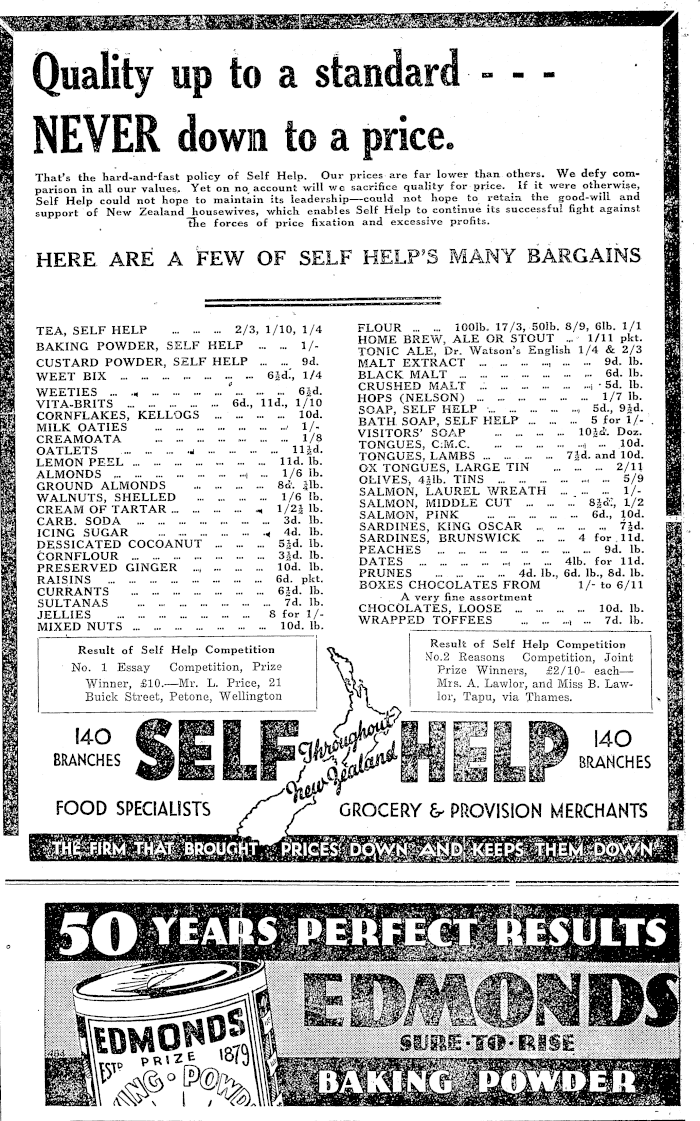 Quality up to a standard - - -
NEVER down to a price.
That's the hard-and-fast policy of Self Help. Our prices are far lower than others. We defy com-
parison in all our values. Yet on no account will we sacrifice quality for price. If it were otherwise,
Self Help could not hope to maintain its leadership—could not hope to retain the good-will and
support of New Zealand housewives, which enables Self Help to continue its successful fight against
the forces of price fixation and excessive profits.
HERE ARE A FEW OF SELF HELP'S MANY BARGAINS
TEA, SELF HELP ... ... ... 2/3, 1/10, 1/4
BAKING POWDER, SELF HELP ... ... 1/-
CUSTARD POWDER, SELF HELP ... ... 9d.
WEET BIX ... ... ... ... ... ... 6½d., 1/4
WEETIES ... ... ... ... ... ... ... 6½d.
VITA-BRITS ... ... ... ... 6d., 11d., 1/10
CORNFLAKES, KELLOGS ... ... ... 10d.
MILK OATIES ... ... ... ... ... ... 1/-
CREAMOATA ... ... ... ... ... 1/8
OATLETS ... ... ... ... ... ... 11½d.
LEMON PEEL ... ... ... ... ... ... 11d. lb.
ALMONDS ... ... ... ... ... ... ... 1/6 lb.
GROUND ALMONDS ... ... ... ... 8d. ¼lb.
WALNUTS, SHELLED ... ... ... ... 1/6 lb.
CREAM OF TARTAR ... ... ... ... 1/2½ lb.
CARB. SODA ... ... ... ... ... ... 3d. lb.
ICING SUGAR ... ... ... ... ... 4d. lb.
DESSICATED COCOANUT ... ... ... 5½d. lb.
CORNFLOUR ... ... ... ... ... ... 3½d. lb.
PRESERVED GINGER ... ... ... ... 10d. lb.
RAISINS ... ... ... ... ... ... ... 6d. pkt.
CURRANTS ... ... ... ... ... ... 6½d. lb.
SULTANAS ... ... ... ... ... ... 7d. lb.
JELLIES ... ... ... ... ... ... 8 for 1/-
MIXED NUTS ... ... ... ... ... ... 10d. lb.
FLOUR ... ... 100lb. 17/3, 50lb. 8/9, 6lb. 1/1
HOME BREW, ALE OR STOUT ... 1/11 pkt.
TONIC ALE, Dr. Watson's English 1/4 & 2/3
MALT EXTRACT ... ... ... ... ... 9d. lb.
BLACK MALT ... ... ... ... ... 6d. lb.
CRUSHED MALT ... ... ... ... ... 5d. lb.
HOPS (NELSON) ... ... ... ... 1/7 lb.
SOAP, SELF HELP ... ... ... ... 5d., 9½d.
BATH SOAP, SELF HELP ... ... 5 for 1/-
VISITORS' SOAP ... ... ... ... 10½d. Doz.
TONGUES, C.M.C. ... ... ... ... ... 10d.
TONGUES, LAMBS ... ... ... 7½d. and 10d.
OX TONGUES, LARGE TIN ... ... ... 2/11
OLIVES, 4½lb. TINS ... ... ... ... 5/9
SALMON, LAUREL WREATH ... ... ... 1/-
SALMON, MIDDLE CUT ... ... ... 8½d., 1/2
SALMON, PINK ... ... ... ... 6d., 10d.
SARDINES, KING OSCAR ... ... ... 7½d.
SARDINES, BRUNSWICK ... ... 4 for 11d.
PEACHES ... ... ... ... ... ... 9d. lb.
DATES ... ... ... ... ... 4lb. for 11d.
PRUNES ... ... ... ... 4d. lb., 6d. lb., 8d. lb.
BOXES CHOCOLATES FROM 1/- to 6/11
A very fine assortment
CHOCOLATES, LOOSE ... ... ... ... 10d. lb.
WRAPPED TOFFEES ... ... ... 7d. lb.
Result of Self Help Competition
No. 1 Essay Competition, Prize
Winner, £10.—Mr. L. Price, 21
Buick Street, Petone, Wellington
Result of Self Help Competition
No.2 Reasons Competition, Joint
Prize Winners, £2/10- each—
Mrs. A. Lawlor, and Miss B. Law-
lor, Tapu, via Thames.
140
BRANCHES
SELF HELP
Throughout
New Zealand
140
BRANCHES
FOOD SPECIALISTS
GROCERY & PROVISION MERCHANTS
THE FIRM THAT BROUGHT PRICES DOWN AND KEEPS THEM DOWN
50 YEARS PERFECT RESULTS
EDMONDS
SURE·TO·RISE
BAKING POWDER
EDMONDS
PRIZE
ESTD 1879
KING·POWD
464